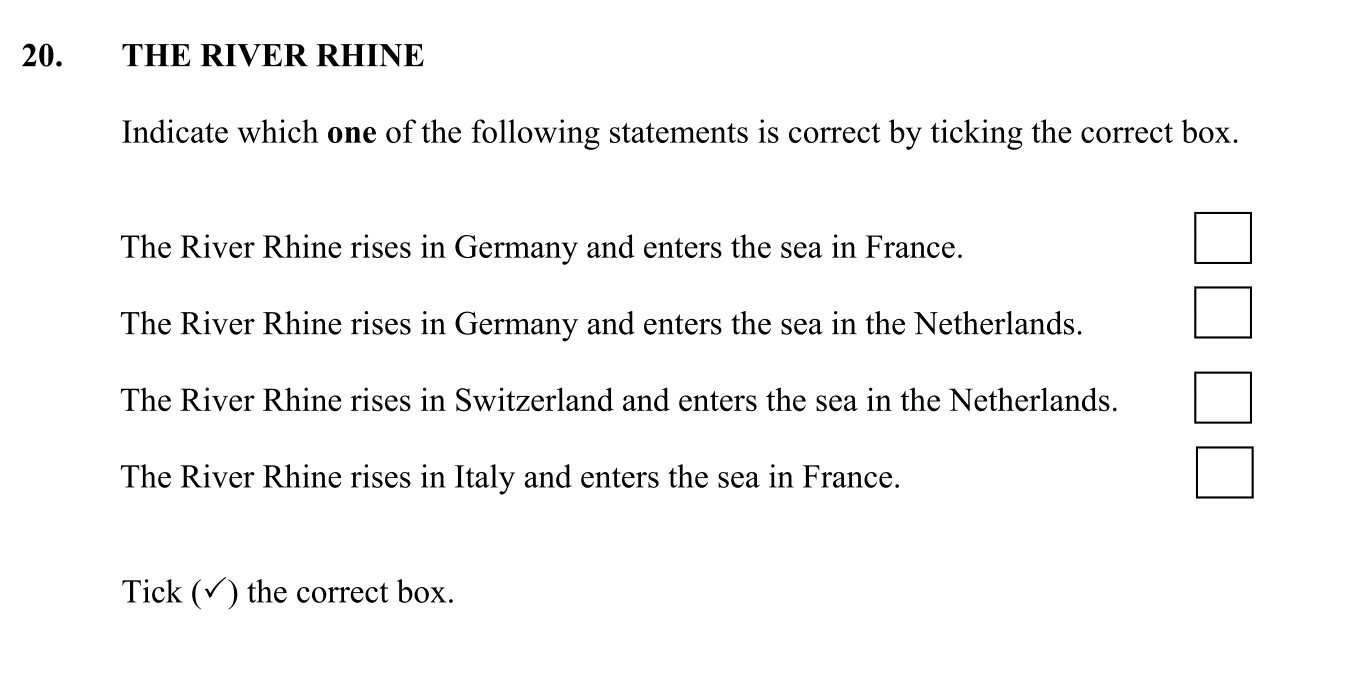 20. THE RIVER RHINE
Indicate which one of the following statements is correct by ticking the correct box.
The River Rhine rises in Germany and enters the sea in France.
The River Rhine rises in Germany and enters the sea in the Netherlands.
The River Rhine rises in Switzerland and enters the sea in the Netherlands.
The River Rhine rises in Italy and enters the sea in France.
Tick (✓) the correct box.